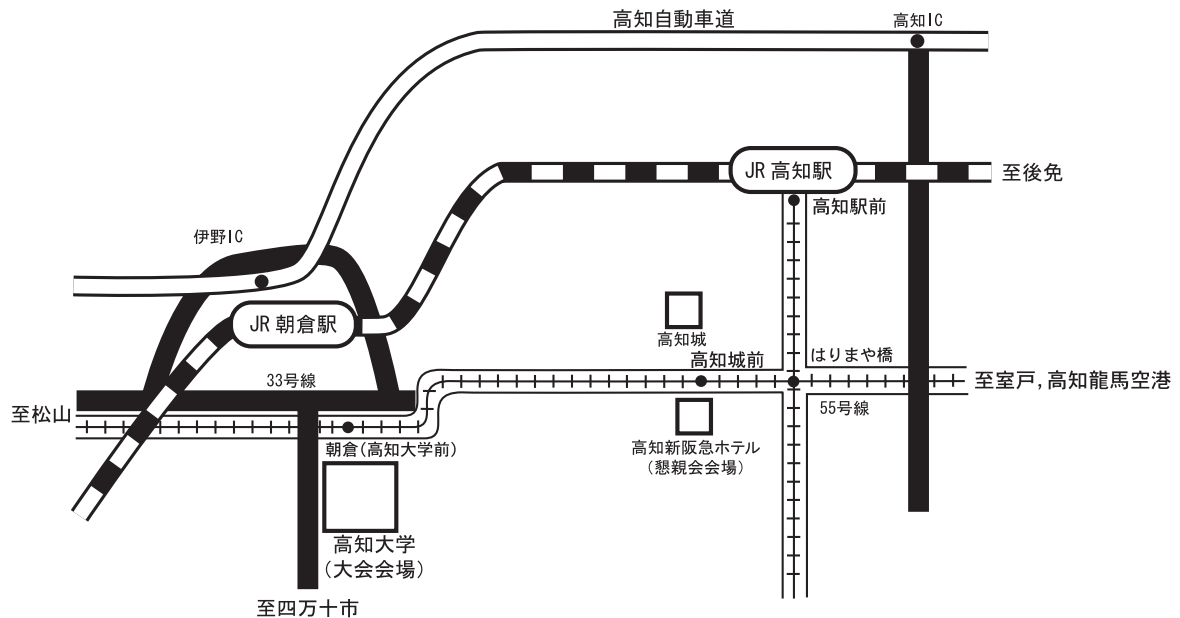 高知自動車道
高知IC
JR 高知駅
至後免
高知駅前
伊野IC
JR 朝倉駅
高知城
高知城前
はりまや橋
33号線
至室戸，高知龍馬空港
至松山
55号線
朝倉(高知大学前)
高知新阪急ホテル
(懇親会会場)
高知大学
(大会会場)
至四万十市